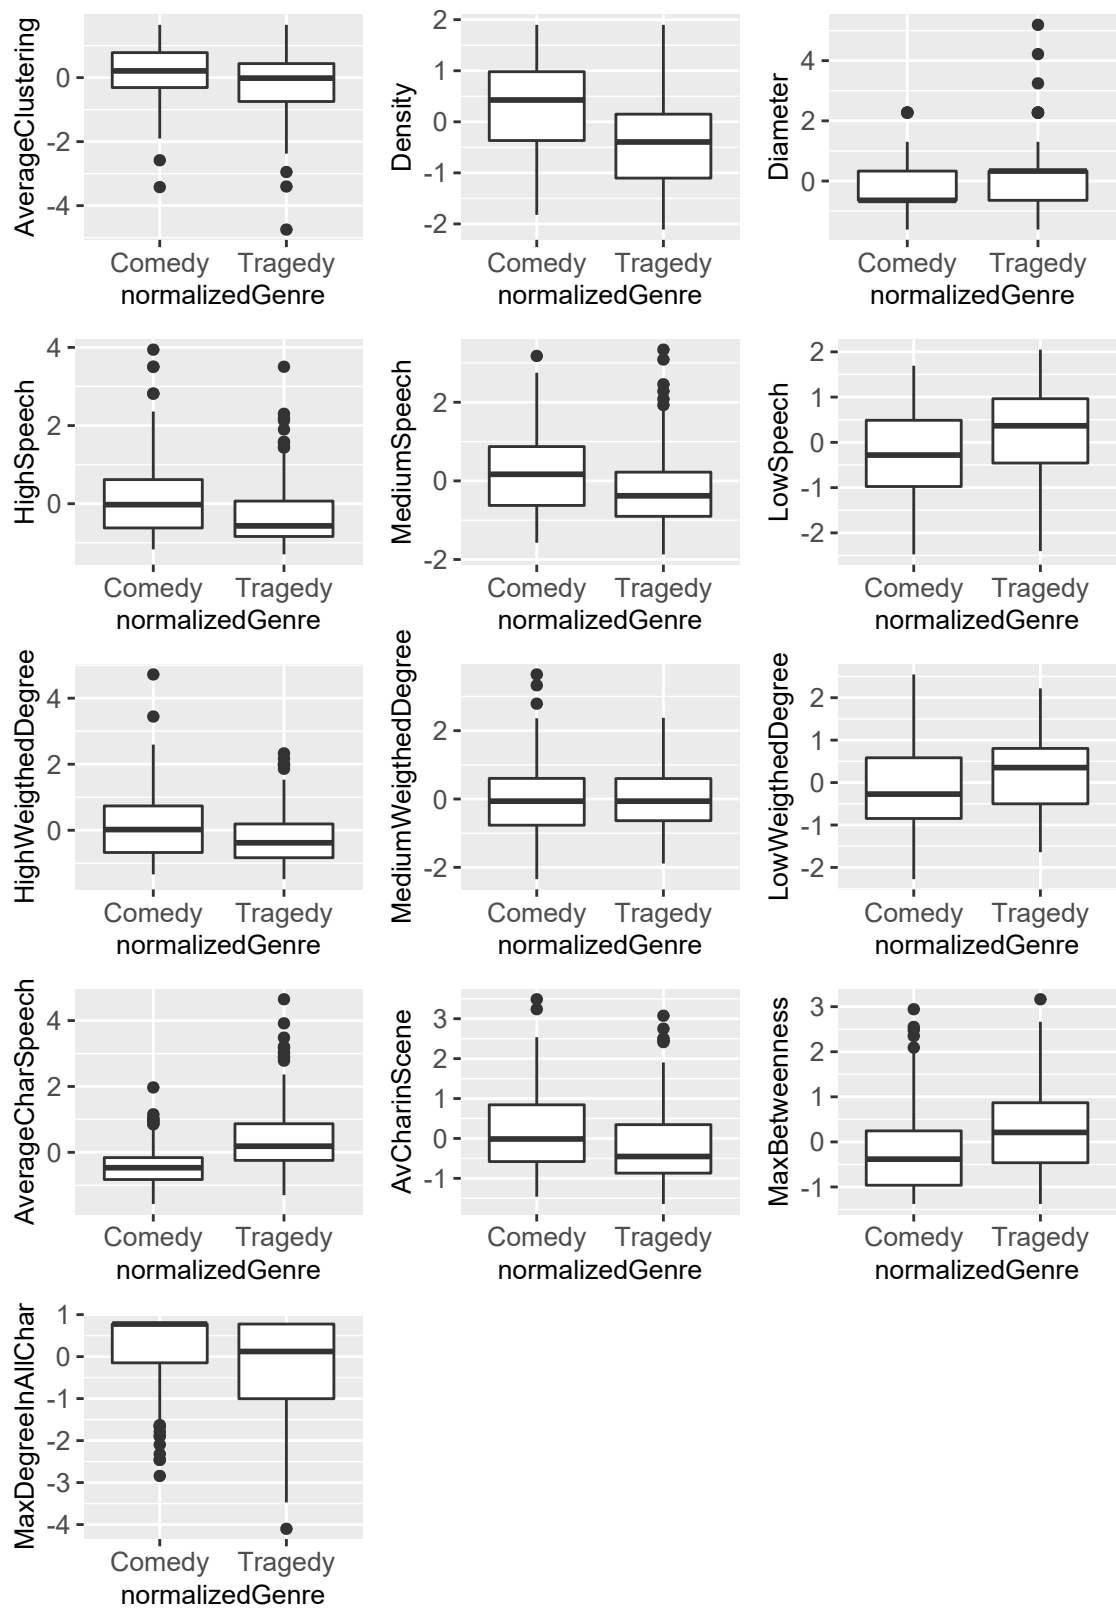 AverageClustering
0
-2
-4
Comedy Tragedy
normalizedGenre
Density
2
1
0
-1
-2
Comedy Tragedy
normalizedGenre
Diameter
4
2
0
Comedy Tragedy
normalizedGenre
HighSpeech
4
2
0
Comedy Tragedy
normalizedGenre
MediumSpeech
2
0
-2
Comedy Tragedy
normalizedGenre
LowSpeech
2
1
0
-1
-2
Comedy Tragedy
normalizedGenre
HighWeigthedDegree
4
2
0
Comedy Tragedy
normalizedGenre
MediumWeigthedDegree
2
0
-2
Comedy Tragedy
normalizedGenre
LowWeigthedDegree
2
1
0
-1
-2
Comedy Tragedy
normalizedGenre
AverageCharSpeech
4
2
0
Comedy Tragedy
normalizedGenre
AvCharinScene
3
2
1
0
-1
Comedy Tragedy
normalizedGenre
MaxBetweenness
3
2
1
0
-1
Comedy Tragedy
normalizedGenre
MaxDegreeInAllChar
1
0
-1
-2
-3
-4
Comedy Tragedy
normalizedGenre